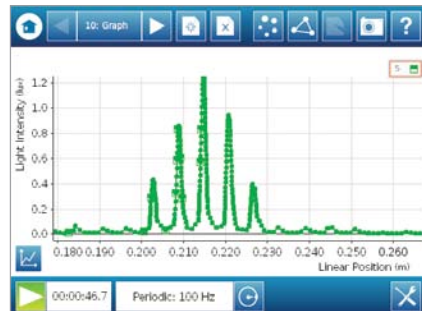 10: Graph
?
5
Light Intensity (lux)
1.2
1.0
0.8
0.6
0.4
0.2
0.0
0.180 0.190 0.200 0.210 0.220 0.230 0.240 0.250 0.260
Linear Position (m)
00:00:46.7
Periodic: 100 Hz